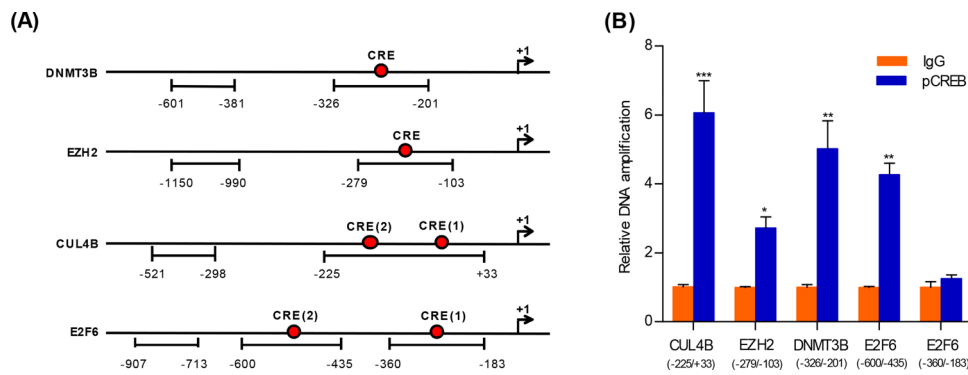 (A)
CRE
+1
DNMT3B
-601 -381 -326 -201
CRE
+1
EZH2
-1150 -990 -279 -103
CRE(2) CRE(1)
+1
CUL4B
-521 -298 -225 +33
CRE(2) CRE(1)
+1
E2F6
-907 -713 -600 -435 -360 -183
(B)
Relative DNA amplification
8
6
4
2
0
IgG
pCREB
***
*
**
**
CUL4B EZH2 DNMT3B E2F6 E2F6
(-225/+33) (-279/-103) (-326/-201) (-600/-435) (-360/-183)